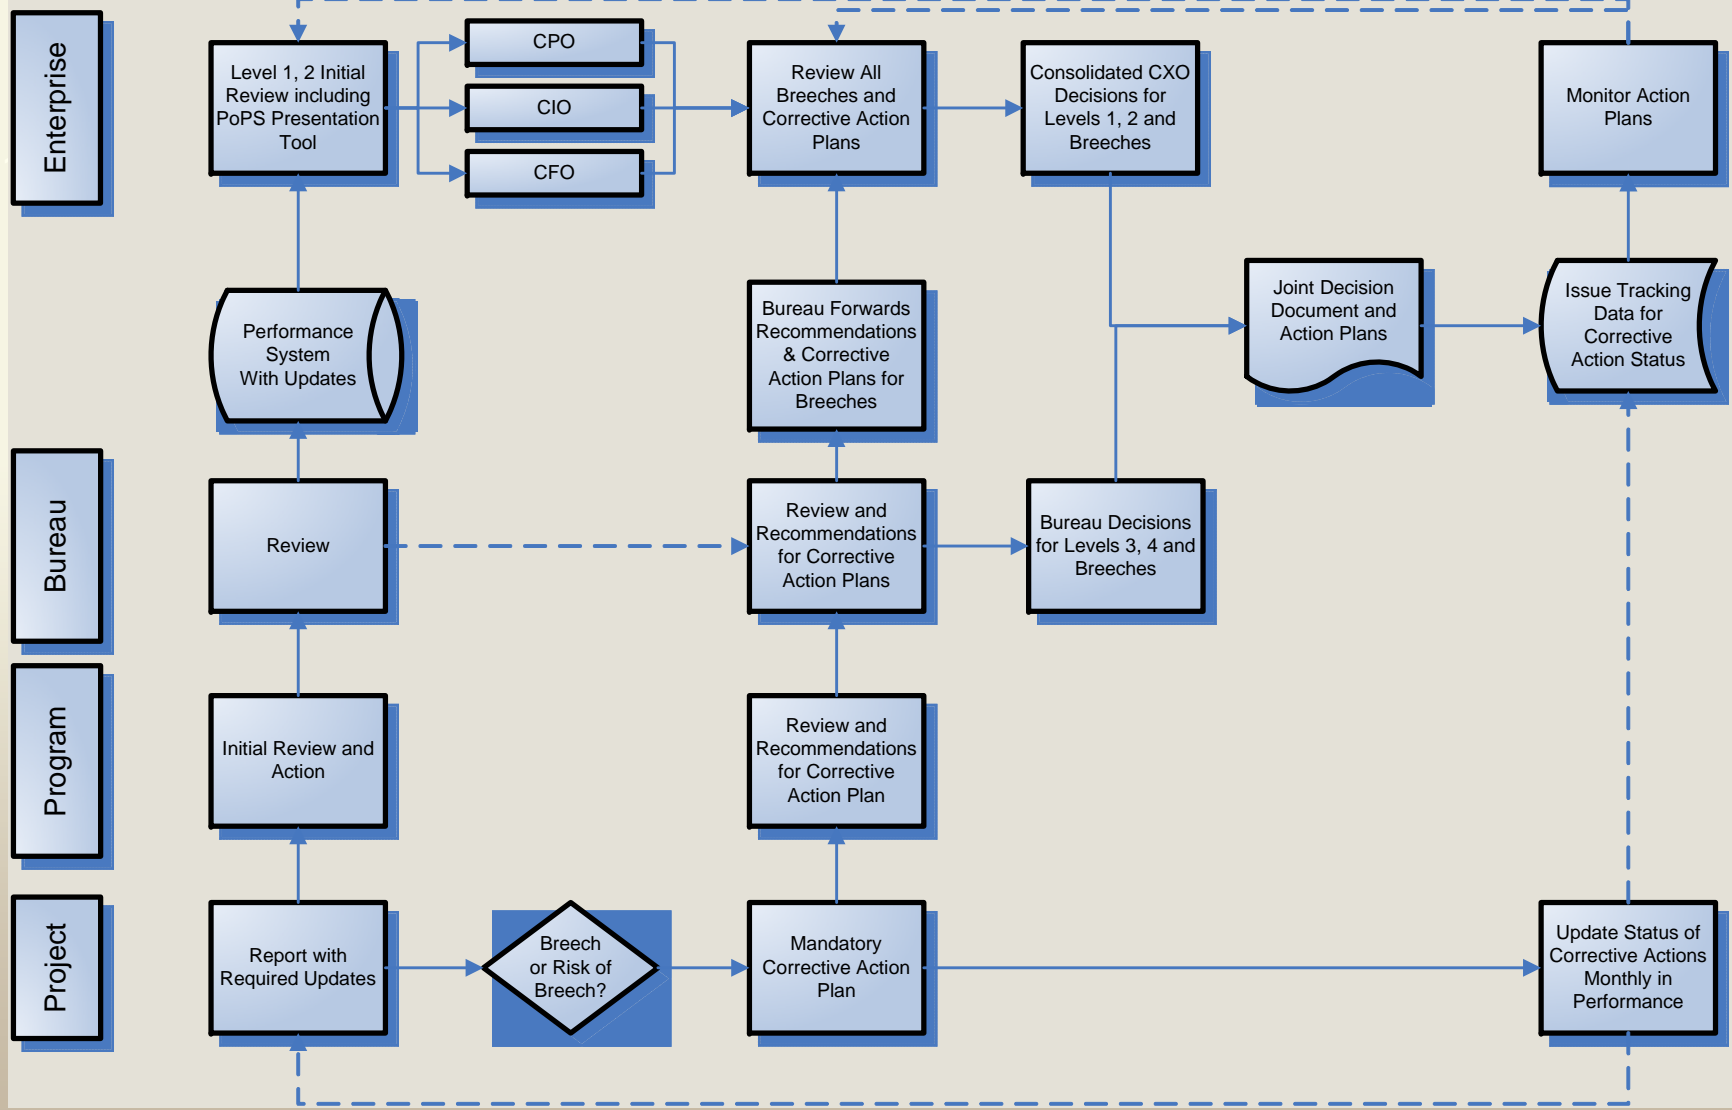 Enterprise
Level 1, 2 Initial
Review including
PoPS Presentation
Tool
CPO
CIO
CFO
Review All
Breeches and
Corrective Action
Plans
Consolidated CXO
Decisions for
Levels 1, 2 and
Breeches
Monitor Action
Plans
Performance
System
With Updates
Bureau Forwards
Recommendations
& Corrective
Action Plans for
Breeches
Joint Decision
Document and
Action Plans
Issue Tracking
Data for
Corrective
Action Status
Bureau
Review
Review and
Recommendations
for Corrective
Action Plans
Bureau Decisions
for Levels 3, 4 and
Breeches
Program
Initial Review and
Action
Review and
Recommendations
for Corrective
Action Plan
Project
Report with
Required Updates
Breech
or Risk of
Breech?
Mandatory
Corrective Action
Plan
Update Status of
Corrective Actions
Monthly in
Performance